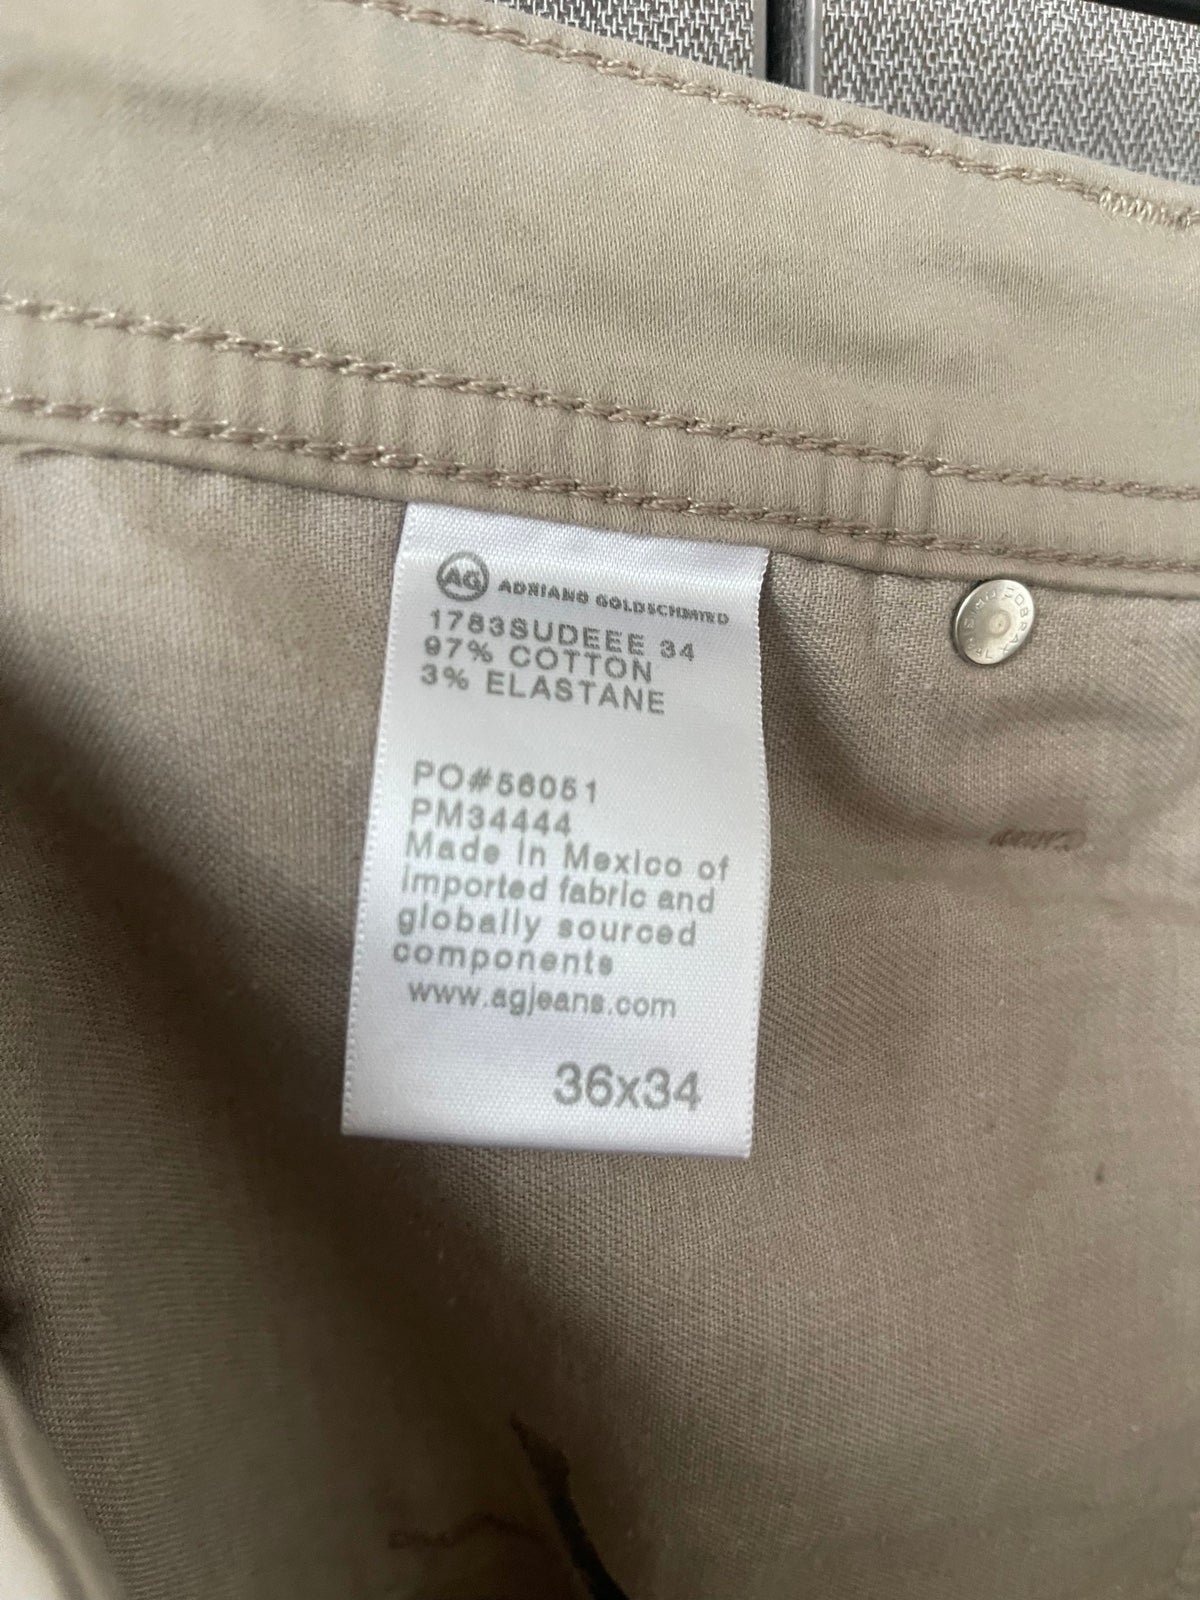 AG ADRIANO GOLDSCHMIED
1783SUDEEE 34
97% COTTON
3% ELASTANE
PO#56051
PM34444
Made in Mexico of
imported fabric and
globally sourced
components
www.agjeans.com
36x34